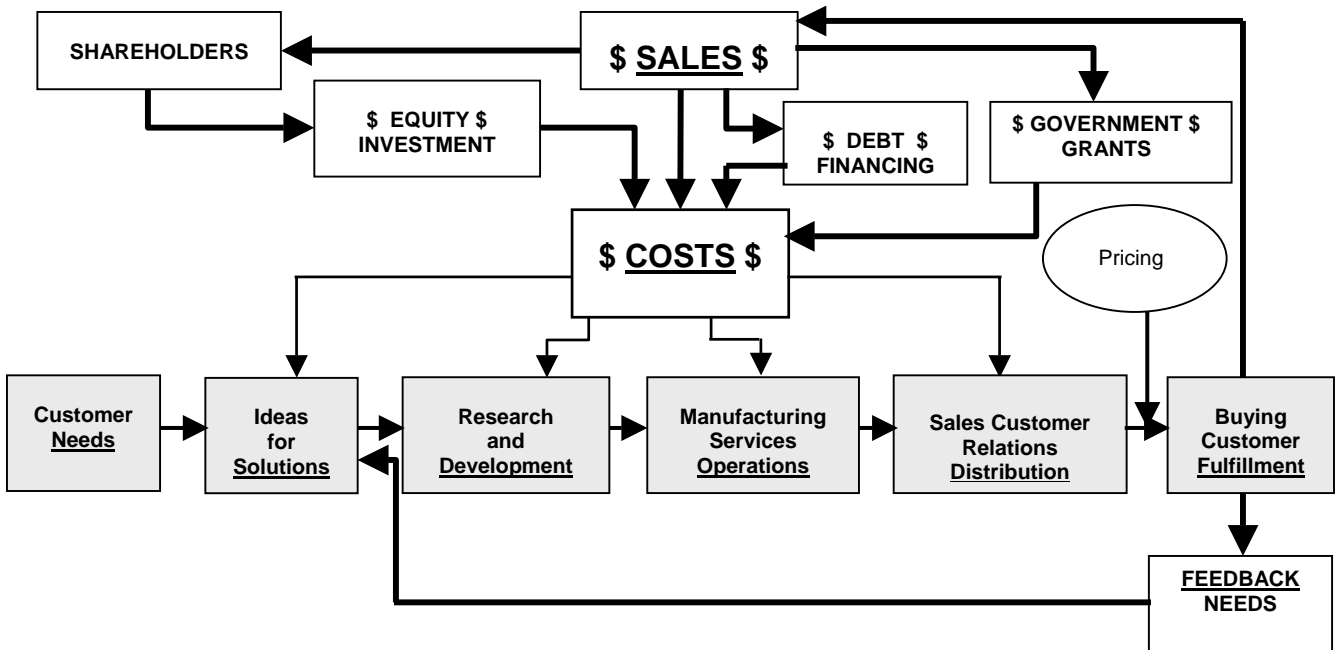 SHAREHOLDERS
$ SALES $
$ EQUITY $
INVESTMENT
$ DEBT $
FINANCING
$ GOVERNMENT $
GRANTS
$ COSTS $
Pricing
Customer
Needs
Ideas
for
Solutions
Research
and
Development
Manufacturing
Services
Operations
Sales Customer
Relations
Distribution
Buying
Customer
Fulfillment
FEEDBACK
NEEDS